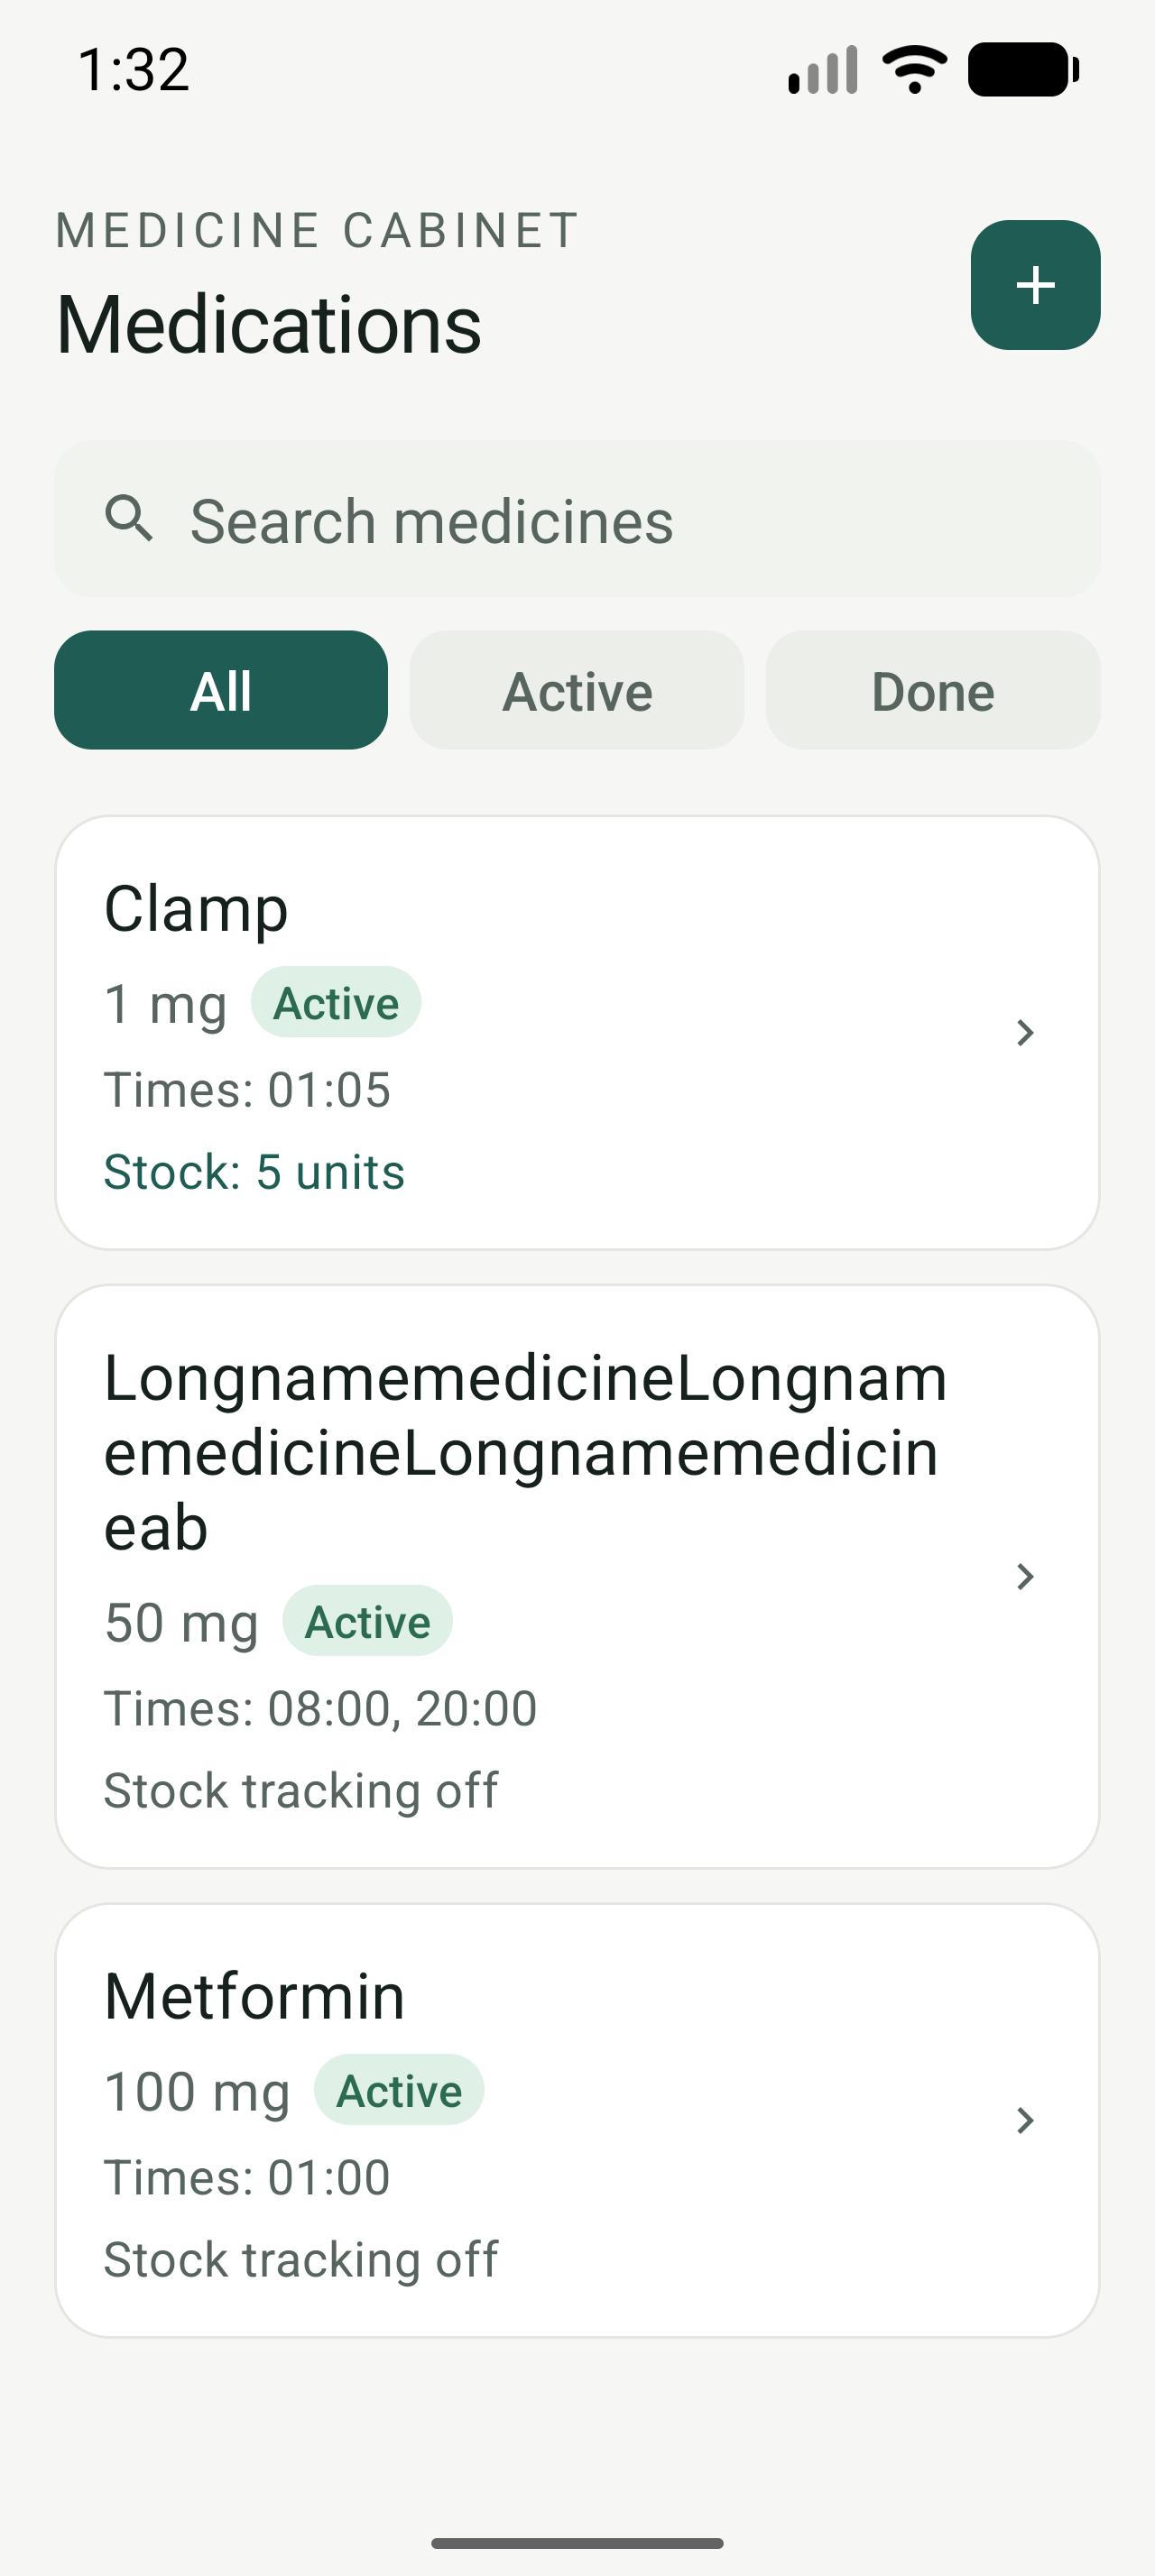 1:32
MEDICINE CABINET
Medications
Search medicines
All
Active
Done
Clamp
1 mg Active
Times: 01:05
Stock: 5 units
LongnamemedicineLongnam
emedicineLongnamemedicin
eab
50 mg Active
Times: 08:00, 20:00
Stock tracking off
Metformin
100 mg Active
Times: 01:00
Stock tracking off